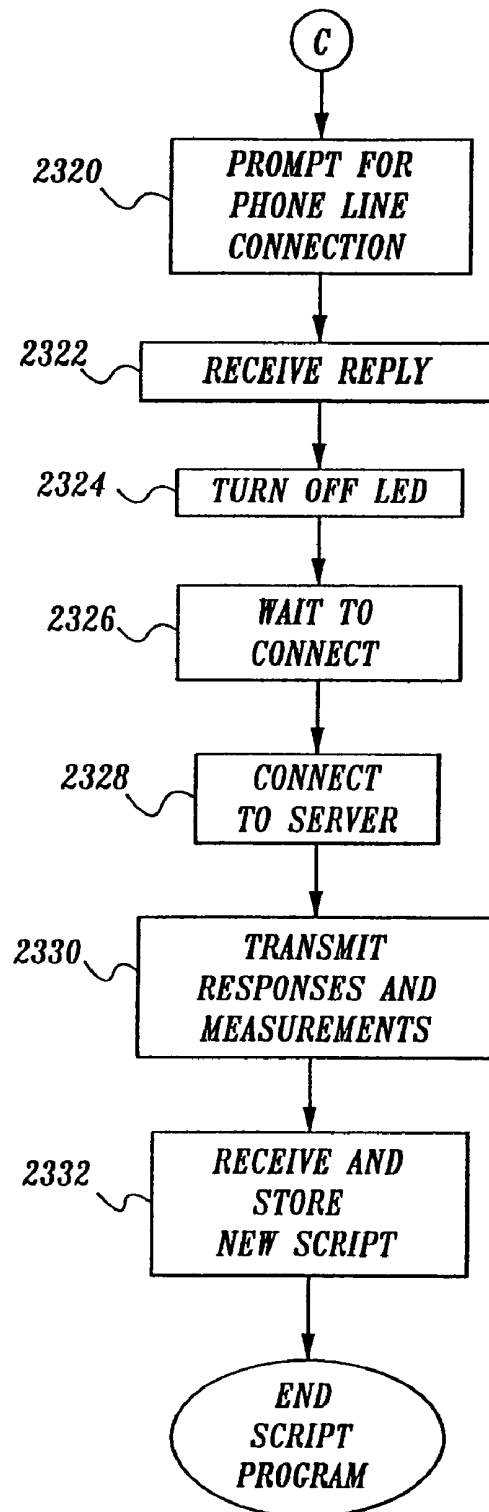 C
2320
PROMPT FOR
PHONE LINE
CONNECTION
2322
RECEIVE REPLY
2324
TURN OFF LED
2326
WAIT TO
CONNECT
2328
CONNECT
TO SERVER
2330
TRANSMIT
RESPONSES AND
MEASUREMENTS
2332
RECEIVE AND
STORE
NEW SCRIPT
END
SCRIPT
PROGRAM